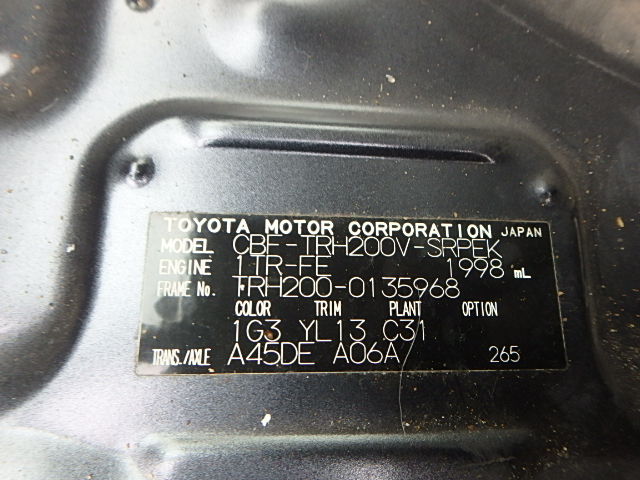 TOYOTA MOTOR CORPORATION JAPAN
MODEL CBF-TRH200V-SRPEK
ENGINE 1TR-FE 1998 mL
FRAME No. TRH200-0135968
COLOR TRIM PLANT OPTION
1G3 YL13 C31
TRANS./AXLE A45DE A06A 265